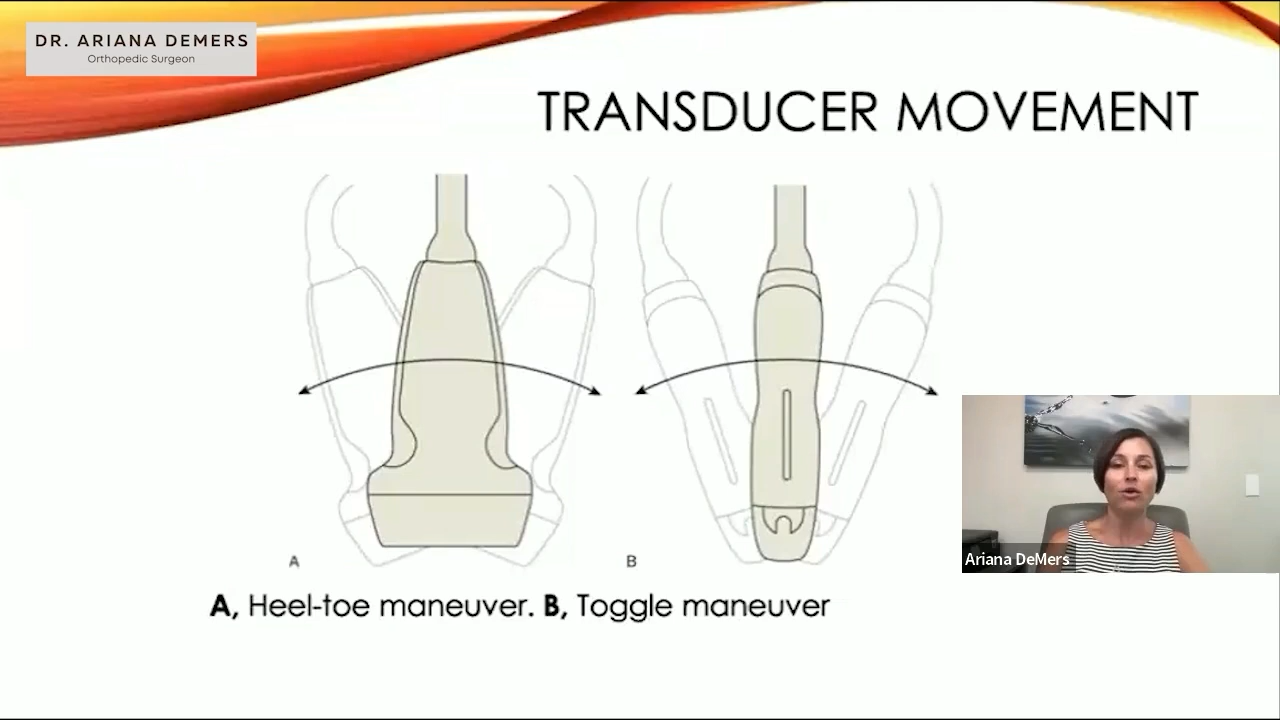 DR. ARIANA DEMERS
Orthopedic Surgeon
TRANSDUCER MOVEMENT
A
B
Ariana DeMers
A, Heel-toe maneuver. B, Toggle maneuver